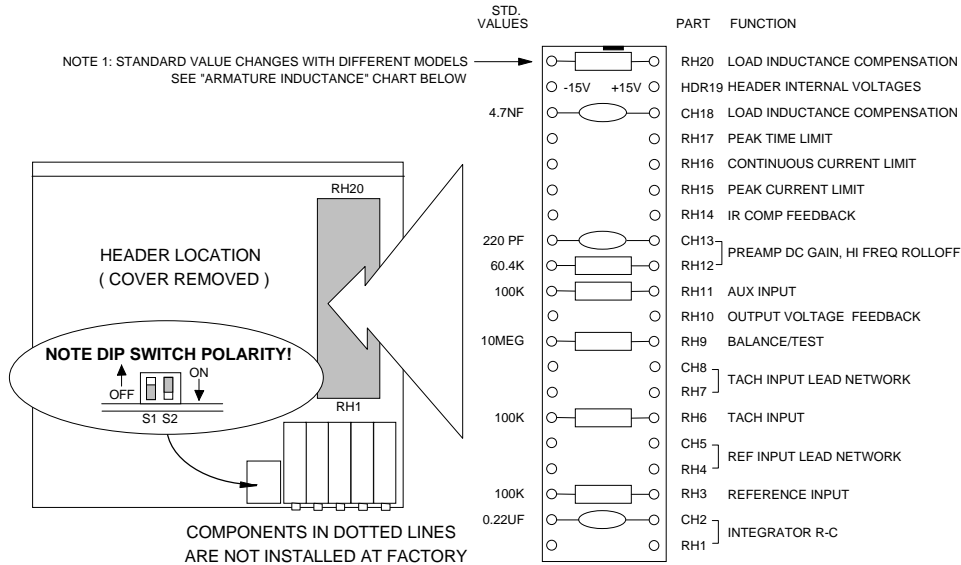 STD.
VALUES
PART FUNCTION
NOTE 1: STANDARD VALUE CHANGES WITH DIFFERENT MODELS
SEE "ARMATURE INDUCTANCE" CHART BELOW
RH20 LOAD INDUCTANCE COMPENSATION
-15V +15V HDR19 HEADER INTERNAL VOLTAGES
4.7NF CH18 LOAD INDUCTANCE COMPENSATION
RH17 PEAK TIME LIMIT
RH16 CONTINUOUS CURRENT LIMIT
RH15 PEAK CURRENT LIMIT
RH14 IR COMP FEEDBACK
220 PF CH13
PREAMP DC GAIN, HI FREQ ROLLOFF
60.4K RH12
100K RH11 AUX INPUT
RH10 OUTPUT VOLTAGE FEEDBACK
10MEG RH9 BALANCE/TEST
CH8
TACH INPUT LEAD NETWORK
RH7
100K RH6 TACH INPUT
CH5
REF INPUT LEAD NETWORK
RH4
100K RH3 REFERENCE INPUT
0.22UF CH2
INTEGRATOR R-C
RH1
RH20
HEADER LOCATION
( COVER REMOVED )
NOTE DIP SWITCH POLARITY!
OFF ON
S1 S2
RH1
COMPONENTS IN DOTTED LINES
ARE NOT INSTALLED AT FACTORY